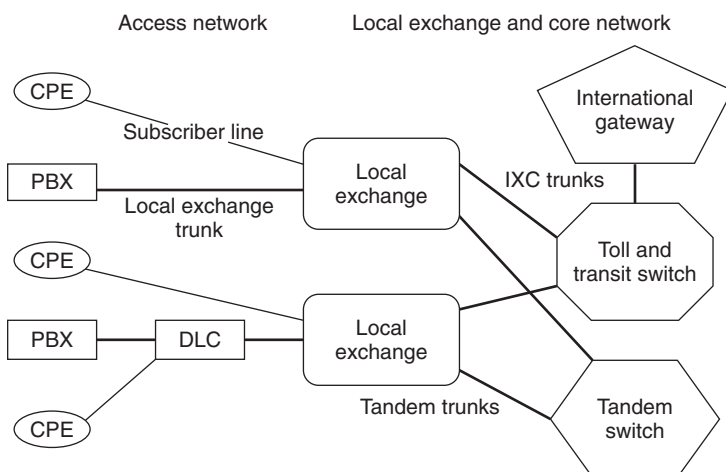 Access network
Local exchange and core network
CPE
Subscriber line
International
gateway
PBX
Local
exchange
IXC trunks
Local exchange
trunk
Toll and
transit switch
CPE
PBX
DLC
Local
exchange
CPE
Tandem trunks
Tandem
switch